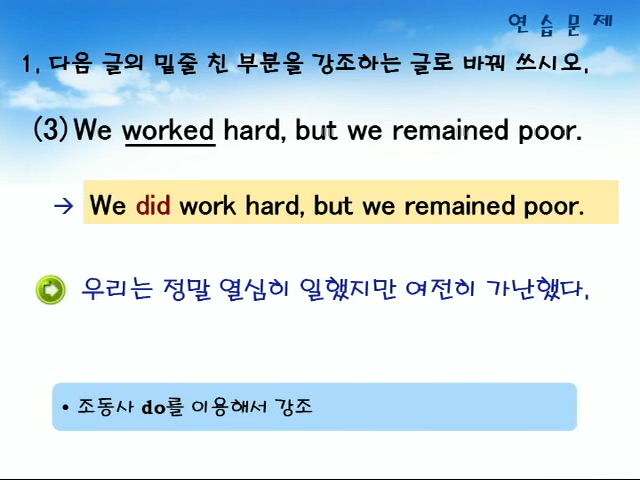 연 습 문 제
1. 다음 글의 밑줄 친 부분을 강조하는 글로 바꿔 쓰시오.
(3) We worked hard, but we remained poor.
→ We did work hard, but we remained poor.
우리는 정말 열심히 일했지만 여전히 가난했다.
• 조동사 do를 이용해서 강조